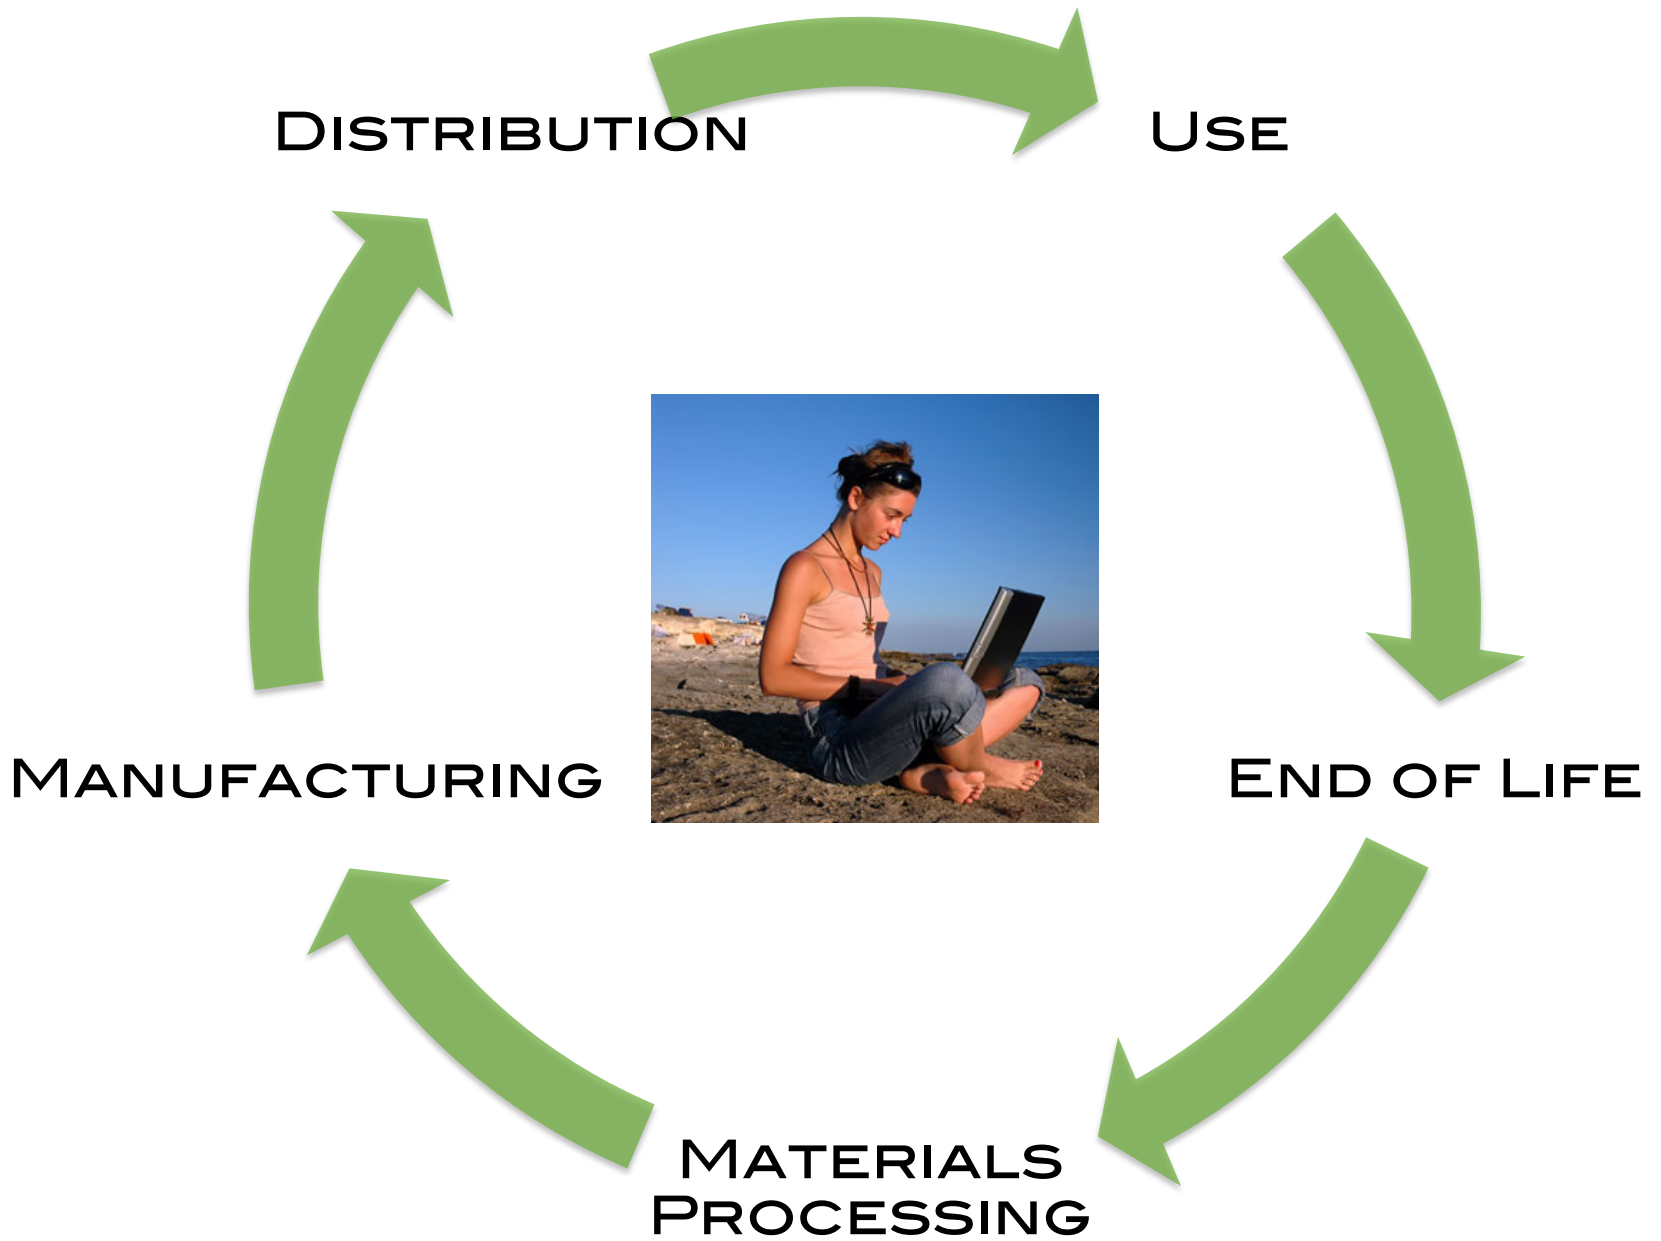 Distribution
Use
Manufacturing
End of Life
Materials
Processing